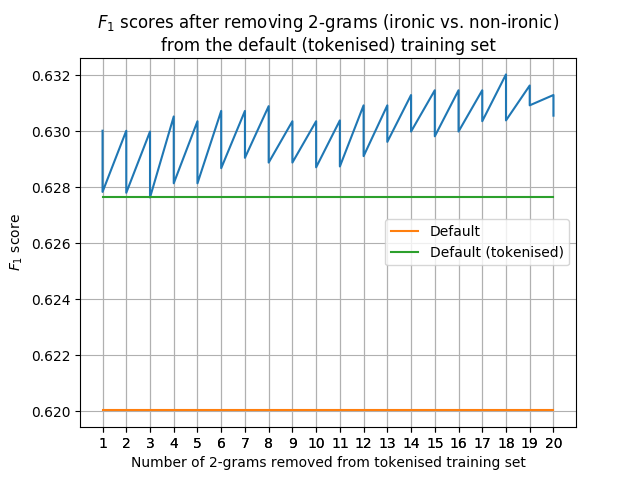 F1 scores after removing 2-grams (ironic vs. non-ironic)
from the default (tokenised) training set
0.632
0.630
0.628
0.626
0.624
0.622
0.620
F1 score
Default
Default (tokenised)
1 2 3 4 5 6 7 8 9 10 11 12 13 14 15 16 17 18 19 20
Number of 2-grams removed from tokenised training set